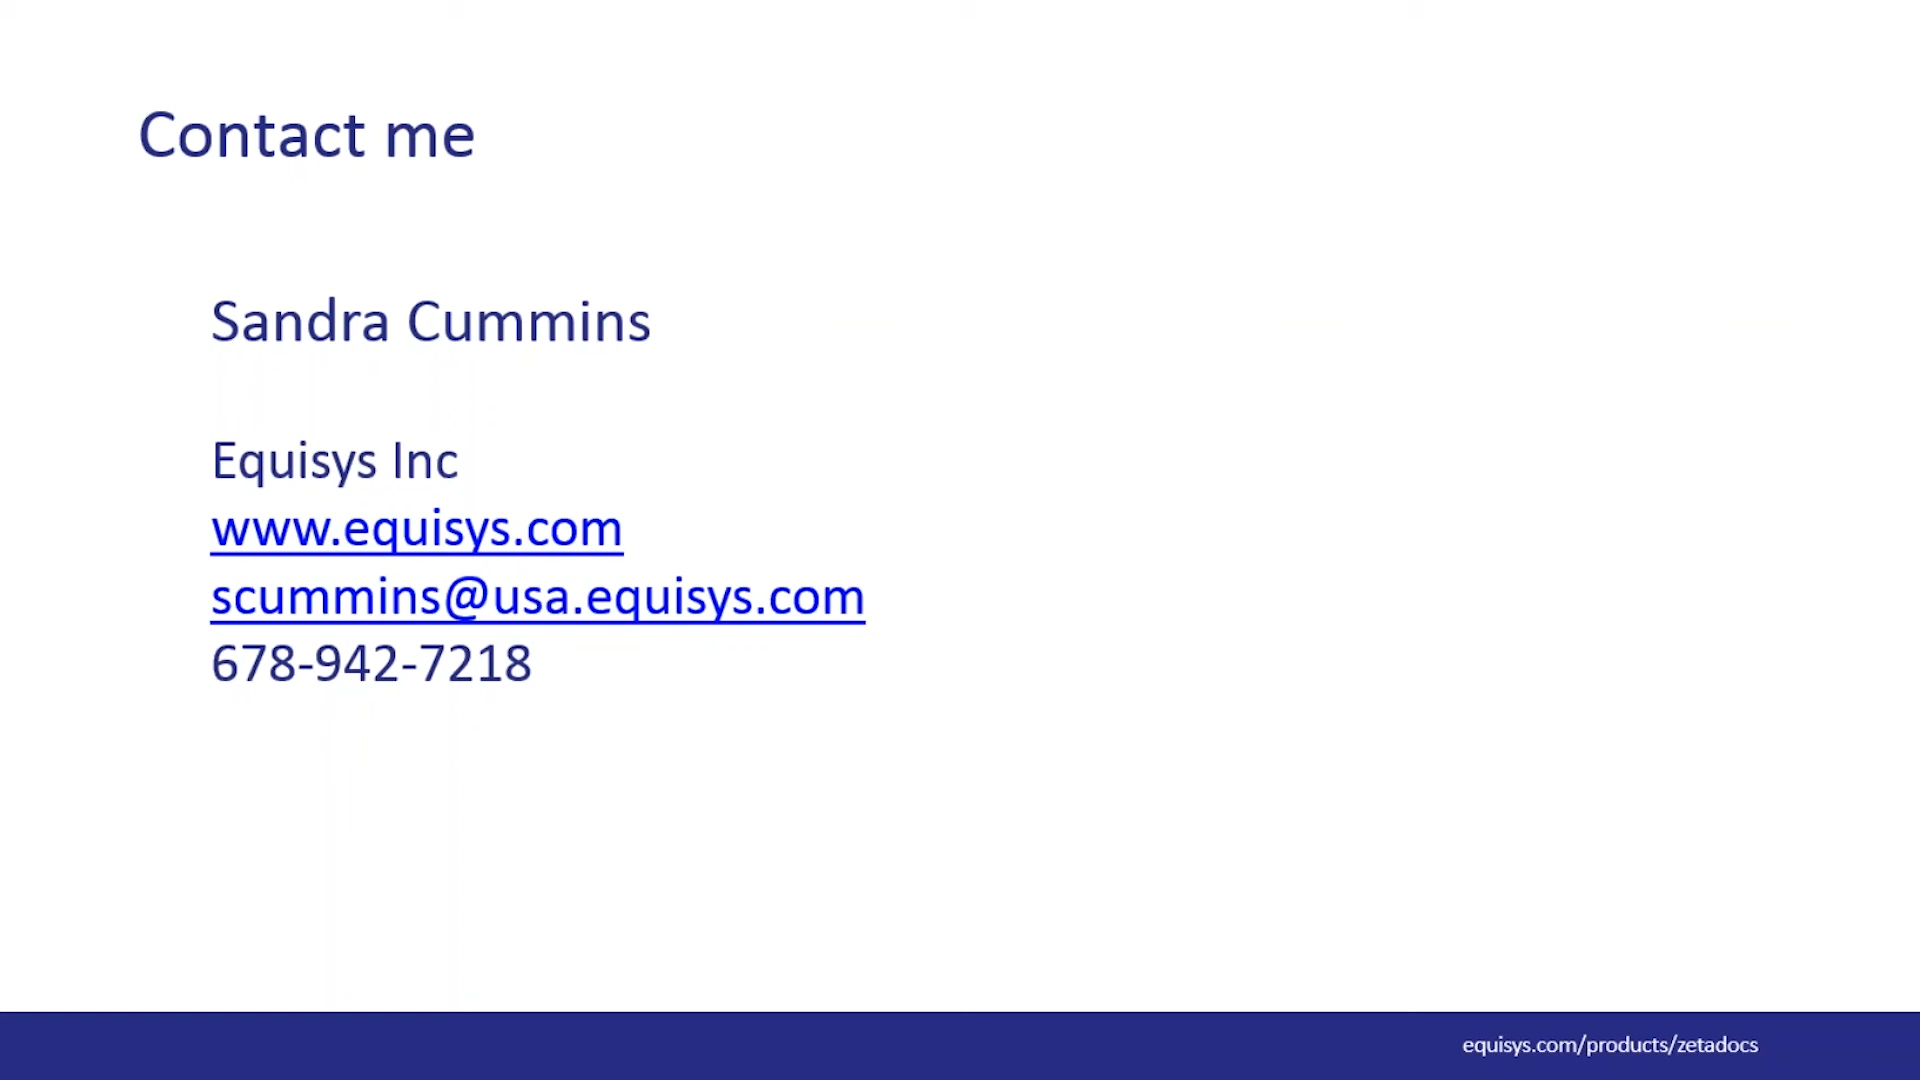 Contact me
Sandra Cummins
Equisys Inc
www.equisys.com
scummins@usa.equisys.com
678-942-7218
equisys.com/products/zetadocs